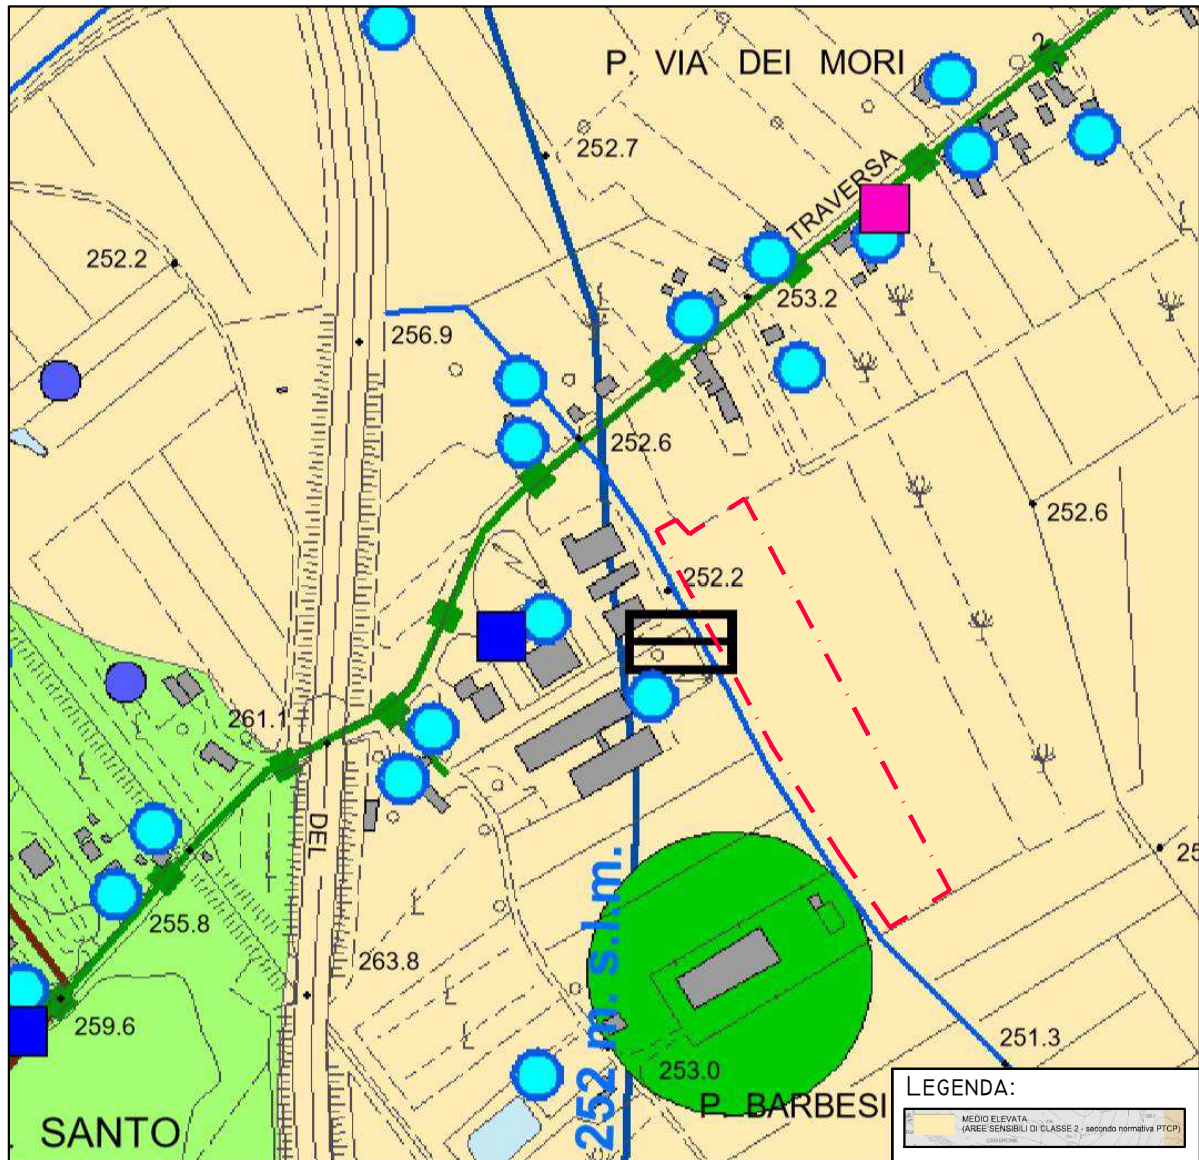 P. VIA DEI MORI
2
252.7
TRAVERSA
252.2
253.2
256.9
252.6
252.6
252.2
261.1
DEL
25
255.8
252 m. s.l.m.
263.8
259.6
251.3
253.0
P. BARBESI
SANTO
LEGENDA:
MEDIO ELEVATA
(AREE SENSIBILI DI CLASSE 2 - secondo normativa PTCP)